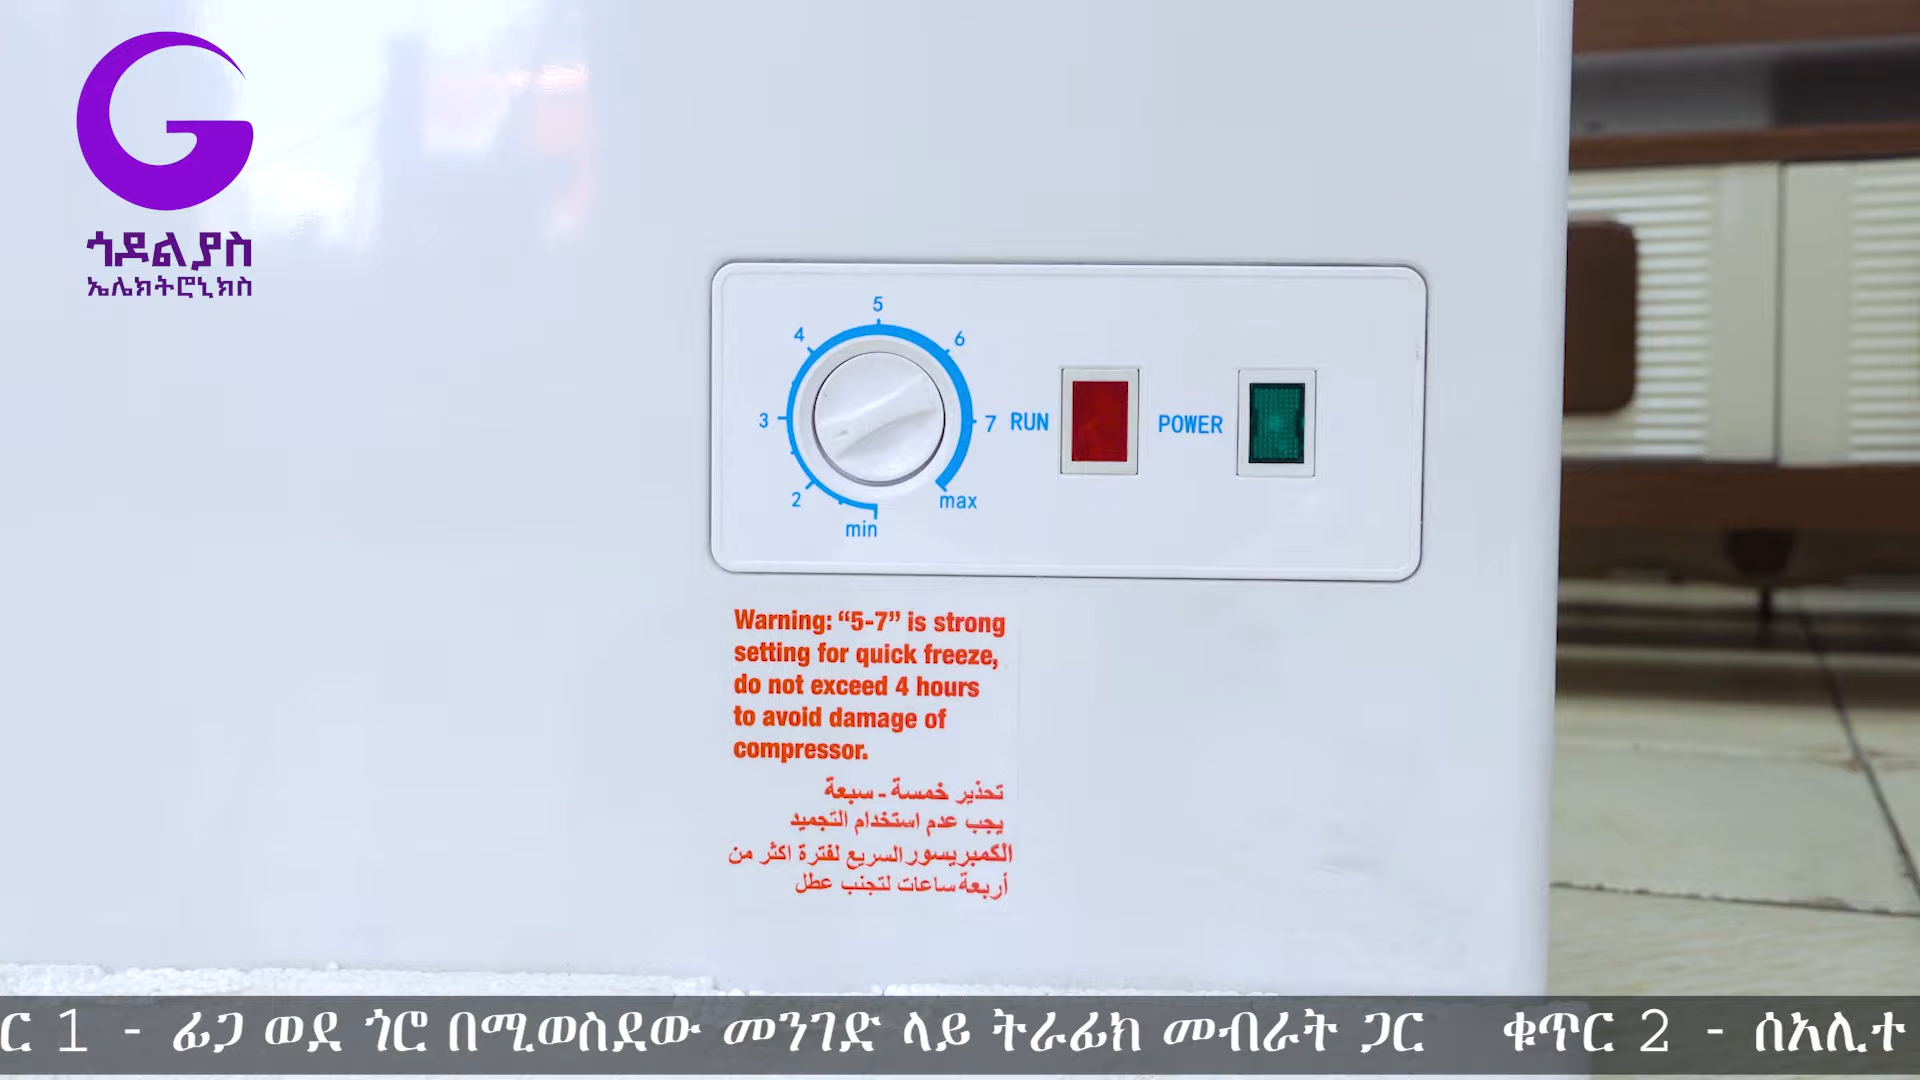 ጎዶልያስ
ኤሌክትሮኒክስ
5
4
6
3
7
RUN
POWER
2
max
min
Warning: “5-7” is strong
setting for quick freeze,
do not exceed 4 hours
to avoid damage of
compressor.
تحذير خمسة - سبعة
يجب عدم استخدام التجميد
الكمبريسور السريع لفترة اكثر من
أربعة ساعات لتجنب عطل
ር 1 - ፊጋ ወደ ጎሮ በሚወስደው መንገድ ላይ ትራፊክ መብራት ጋር ቁጥር 2 - ሰአሊተ